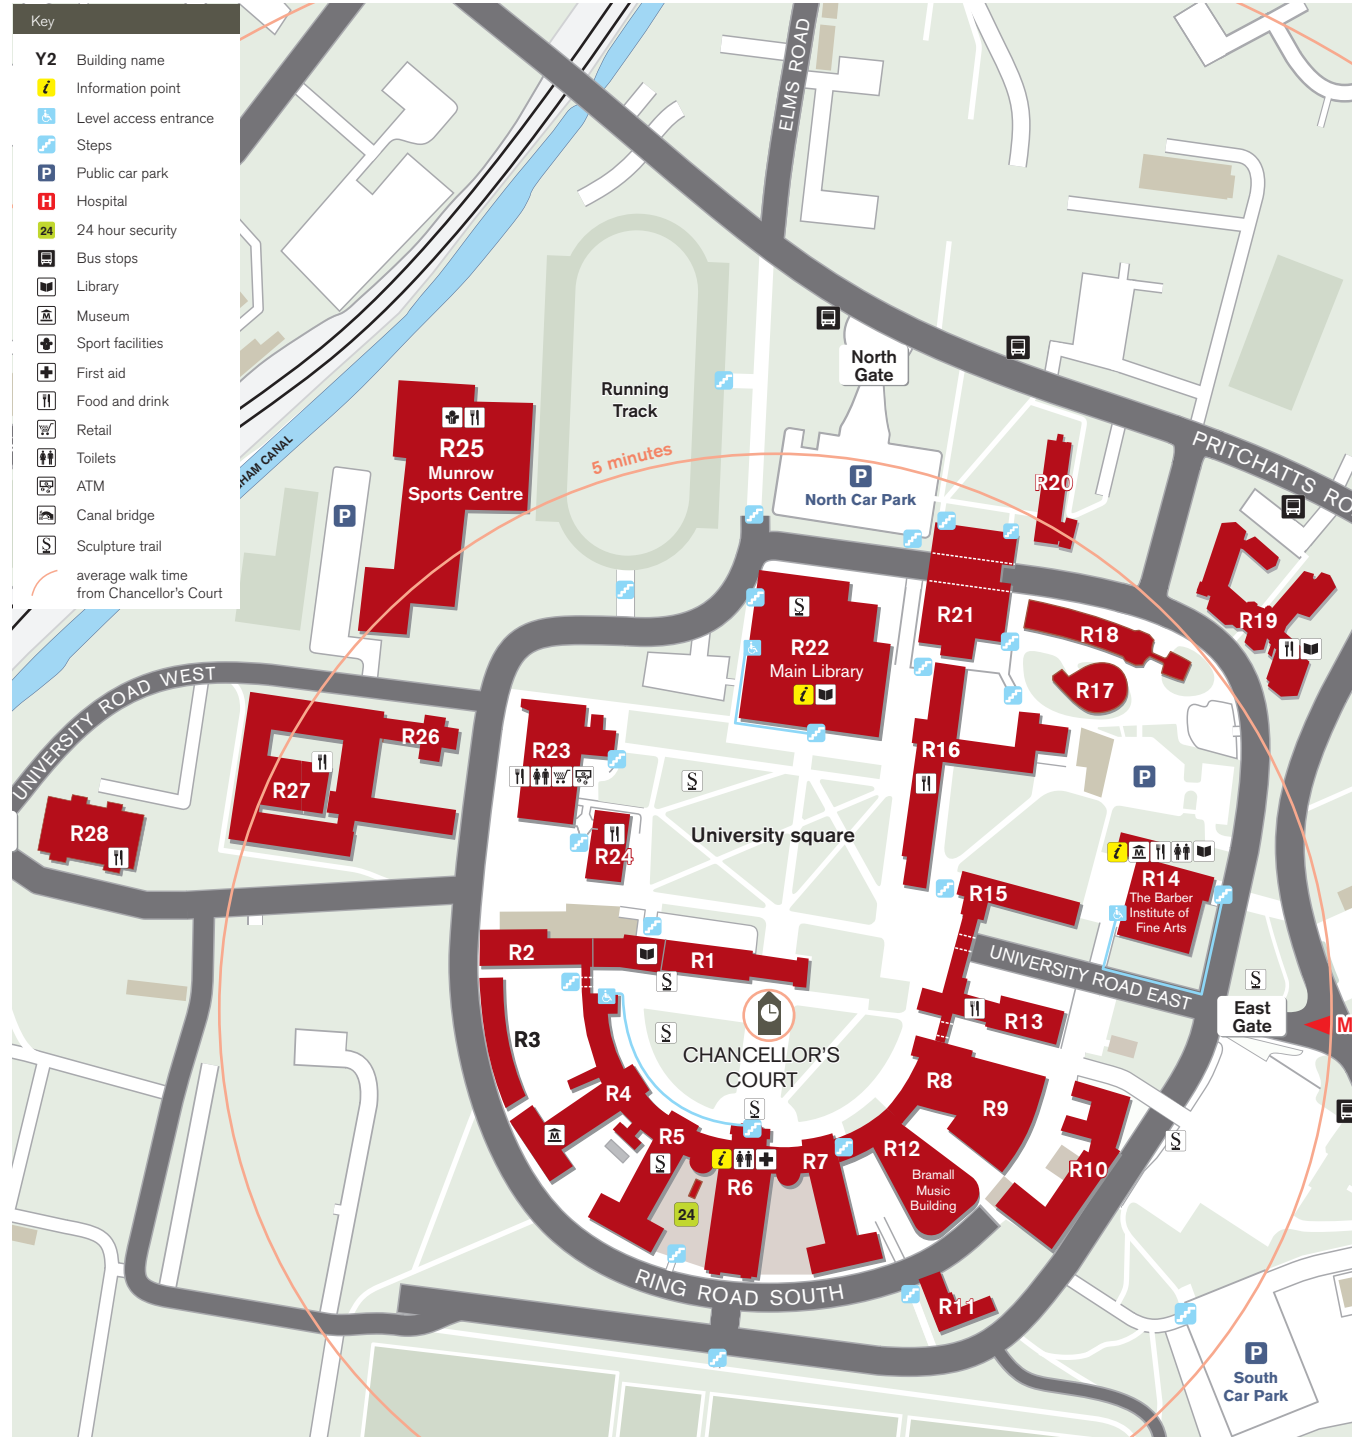 Key
Y2 Building name
i Information point
Level access entrance
Steps
P Public car park
H Hospital
24 24 hour security
Bus stops
Library
M Museum
Sport facilities
First aid
Food and drink
Retail
Toilets
ATM
Canal bridge
S Sculpture trail
average walk time
from Chancellor's Court
ELMS ROAD
North
Gate
Running
Track
5 minutes
PRITCHATTS RO
HAM CANAL
R25
Munrow
Sports Centre
P
P
North Car Park
R20
R21
R19
R18
R17
S
R22
Main Library
i
UNIVERSITY ROAD WEST
R26
R27
R28
R23
R24
R16
P
S
University square
i M
R14
The Barber
Institute of
Fine Arts
R15
R2
R1
S
UNIVERSITY ROAD EAST
S
East
Gate
M
R13
R3
S
CHANCELLOR'S
COURT
R4
S
R8
R9
M
R5
S
i
R6
R7
R12
Bramall
Music
Building
R10
S
24
RING ROAD SOUTH
R11
P
South
Car Park